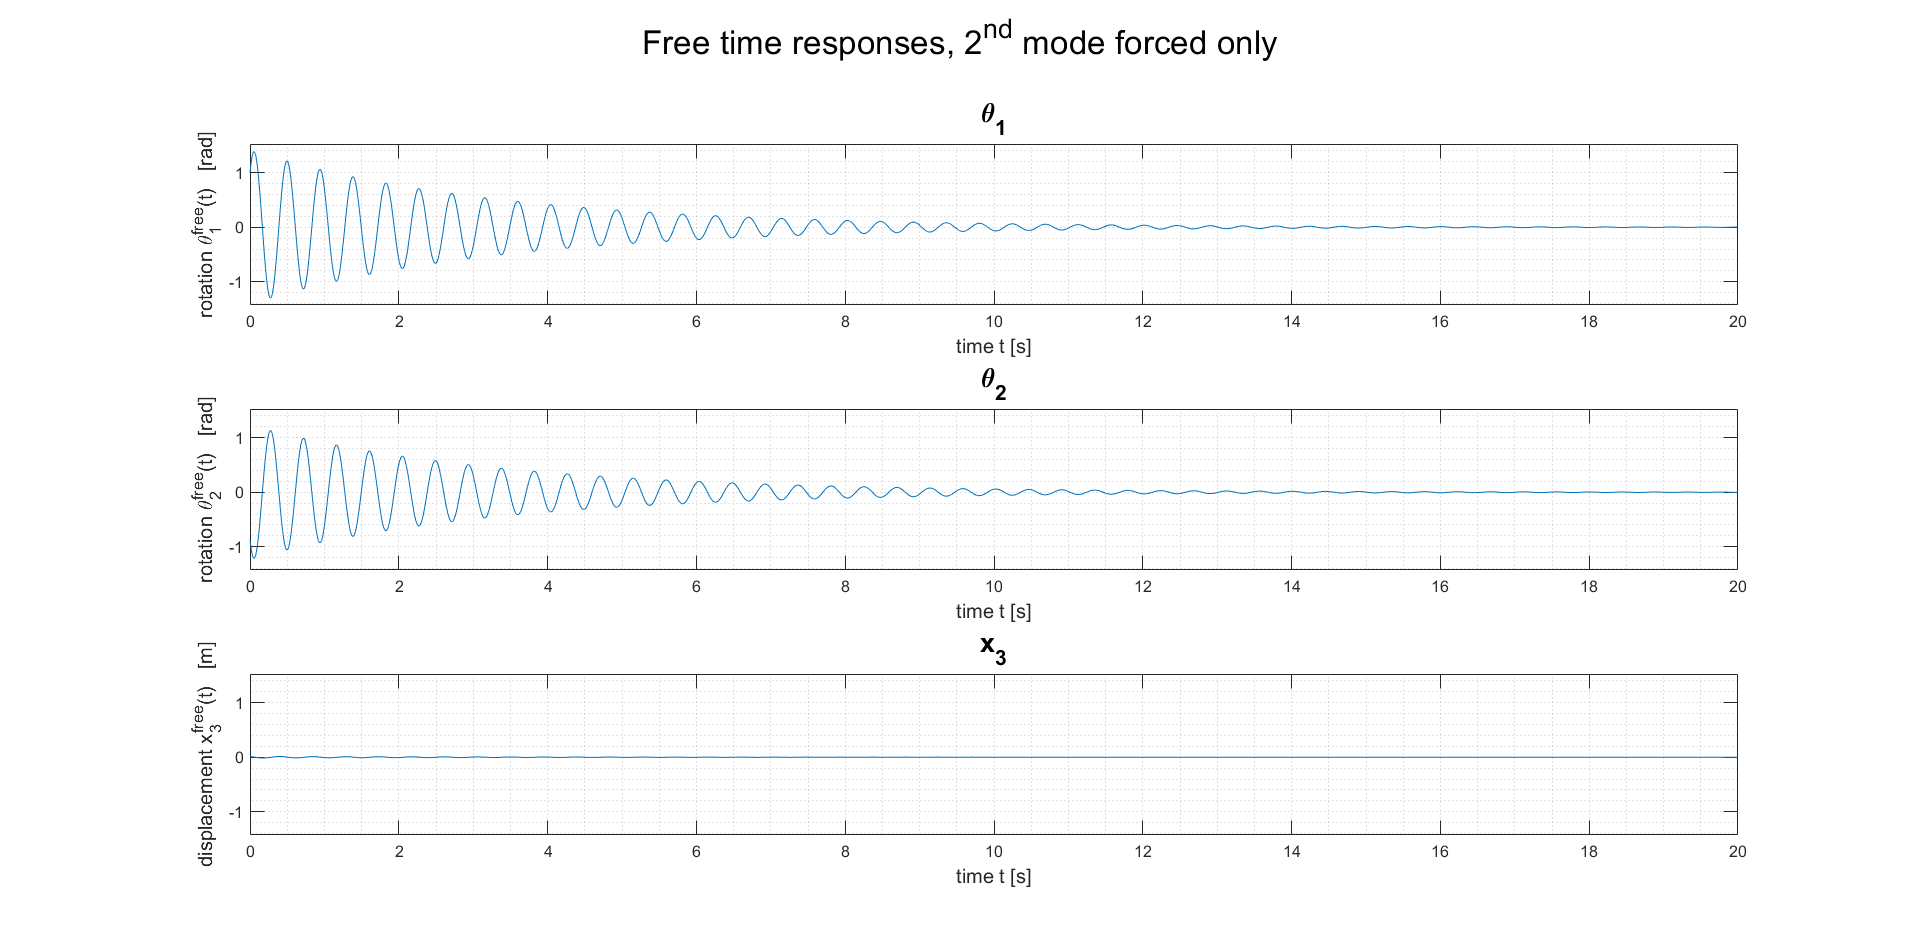 Free time responses, 2nd mode forced only
θ1
rotation θ1free(t) [rad]
1
0
-1
0 2 4 6 8 10 12 14 16 18 20
time t [s]
θ2
rotation θ2free(t) [rad]
1
0
-1
0 2 4 6 8 10 12 14 16 18 20
time t [s]
x3
displacement x3free(t) [m]
1
0
-1
0 2 4 6 8 10 12 14 16 18 20
time t [s]